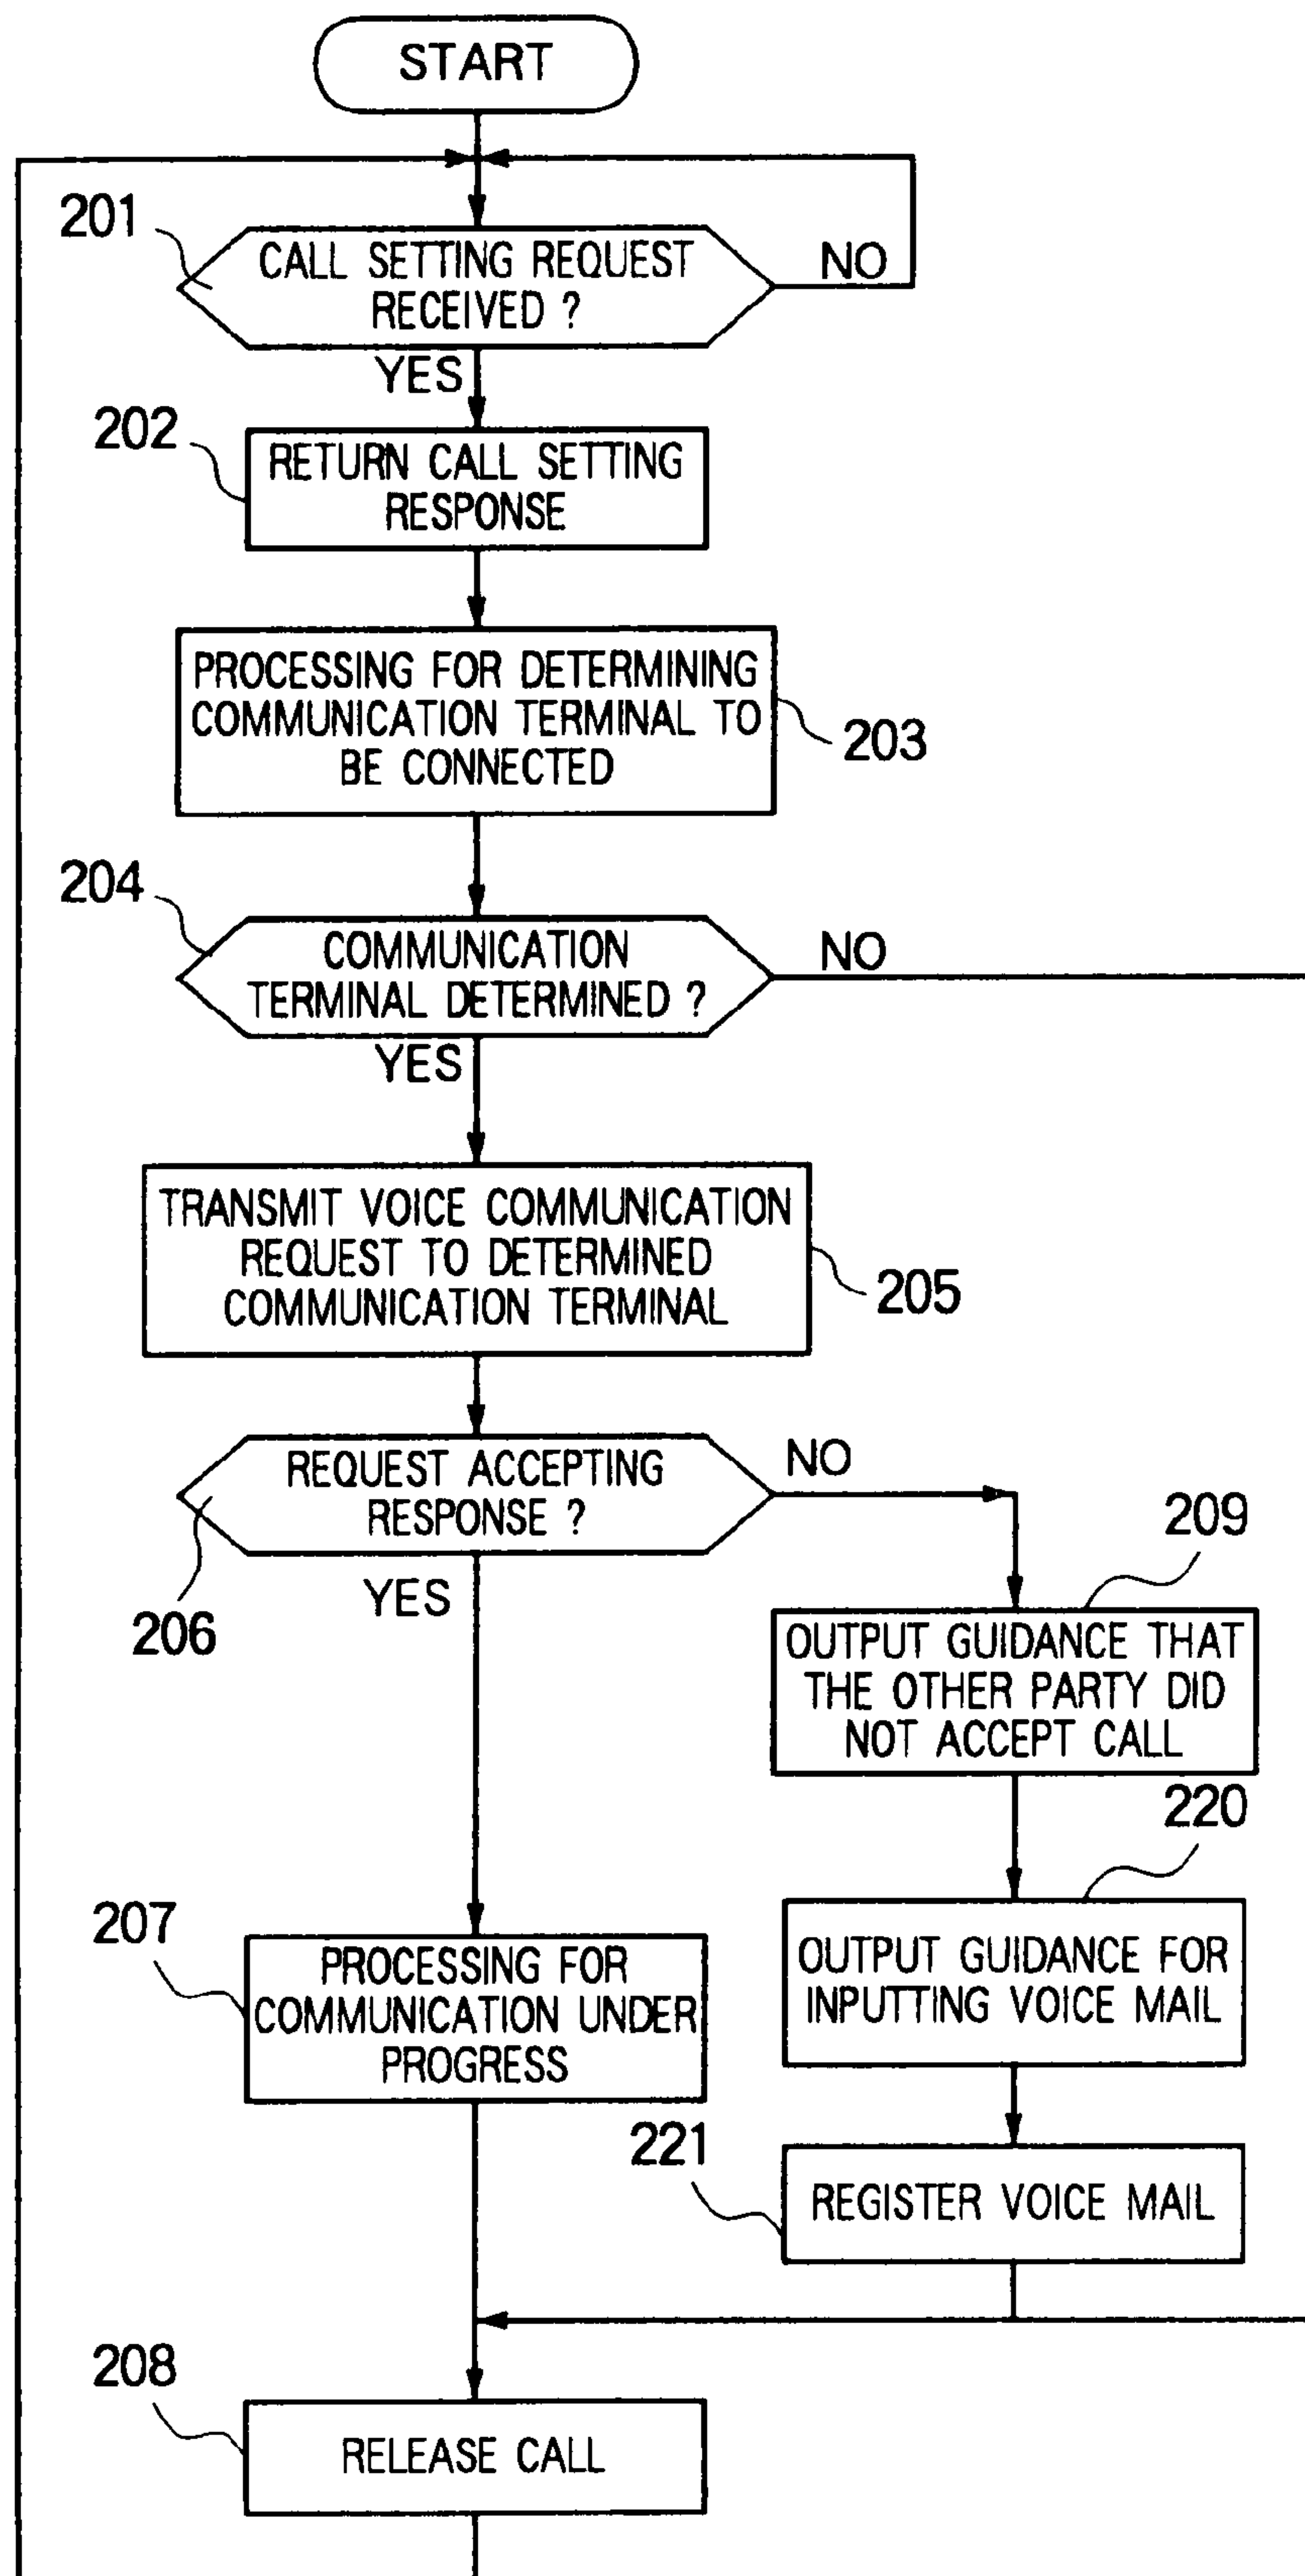 START
201
CALL SETTING REQUEST
RECEIVED ?
NO
YES
202
RETURN CALL SETTING
RESPONSE
PROCESSING FOR DETERMINING
COMMUNICATION TERMINAL TO
BE CONNECTED
203
204
COMMUNICATION
TERMINAL DETERMINED ?
NO
YES
TRANSMIT VOICE COMMUNICATION
REQUEST TO DETERMINED
COMMUNICATION TERMINAL
205
REQUEST ACCEPTING
RESPONSE ?
NO
206
YES
209
OUTPUT GUIDANCE THAT
THE OTHER PARTY DID
NOT ACCEPT CALL
220
OUTPUT GUIDANCE FOR
INPUTTING VOICE MAIL
207
PROCESSING FOR
COMMUNICATION UNDER
PROGRESS
221
REGISTER VOICE MAIL
208
RELEASE CALL